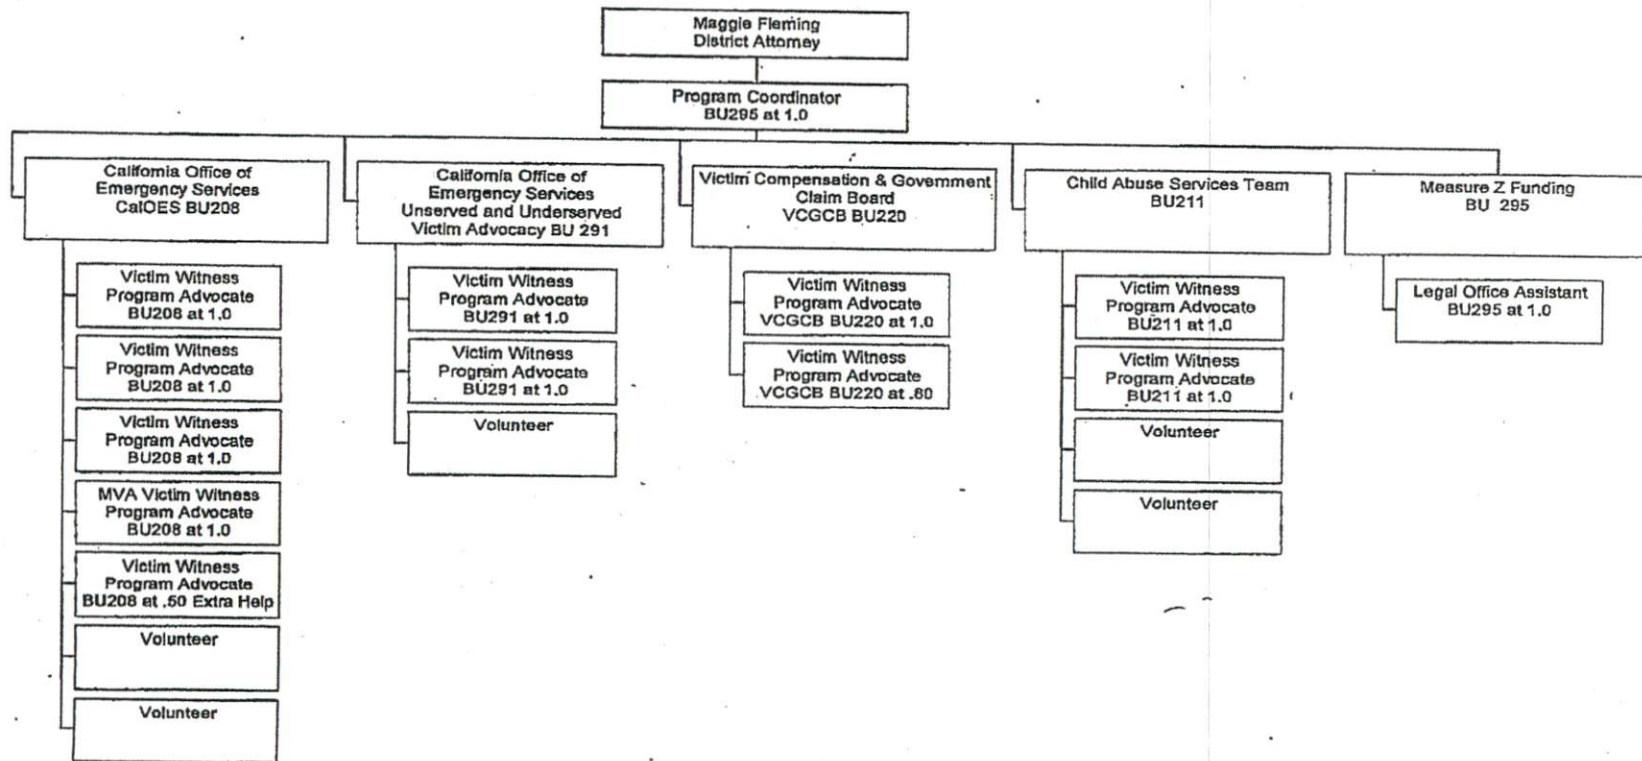 Maggie Fleming
District Attorney
Program Coordinator
BU295 at 1.0
California Office of
Emergency Services
CalOES BU208
Victim Witness
Program Advocate
BU208 at 1.0
Victim Witness
Program Advocate
BU208 at 1.0
Victim Witness
Program Advocate
BU208 at 1.0
MVA Victim Witness
Program Advocate
BU208 at 1.0
Victim Witness
Program Advocate
BU208 at .50 Extra Help
Volunteer
Volunteer
California Office of
Emergency Services
Unserved and Underserved
Victim Advocacy BU 291
Victim Witness
Program Advocate
BU291 at 1.0
Victim Witness
Program Advocate
BU291 at 1.0
Volunteer
Victim Compensation & Government
Claim Board
VCGCB BU220
Victim Witness
Program Advocate
VCGCB BU220 at 1.0
Victim Witness
Program Advocate
VCGCB BU220 at .80
Child Abuse Services Team
BU211
Victim Witness
Program Advocate
BU211 at 1.0
Victim Witness
Program Advocate
BU211 at 1.0
Volunteer
Volunteer
Measure Z Funding
BU 295
Legal Office Assistant
BU295 at 1.0